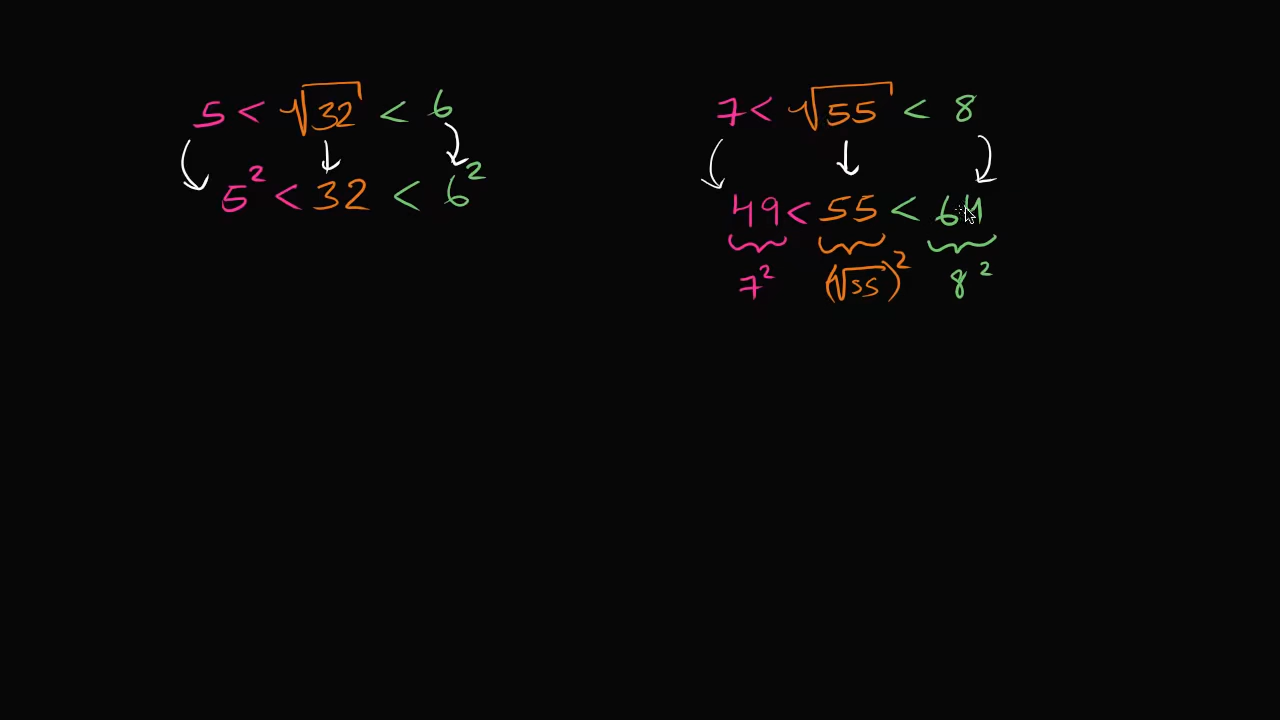 5 < √32 < 6
5² < 32 < 6²
7 < √55 < 8
49 < 55 < 64
7² (√55)² 8²